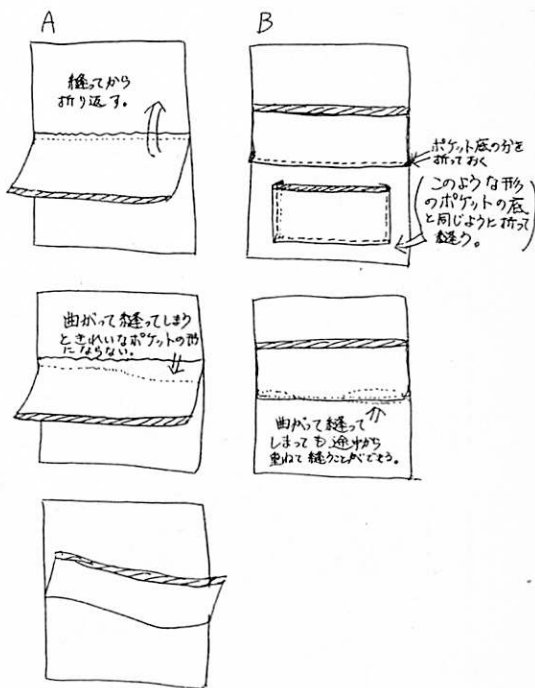 A
縫ってから
折り返す。
曲がって縫ってしまう
ときれいなポケットの形
にならない。
B
ポケット底の分を
折っておく
このような形
のポケットの底
と同じように折って
縫う。
曲がって縫って
しまっても、途中から
重ねて縫うことができる。